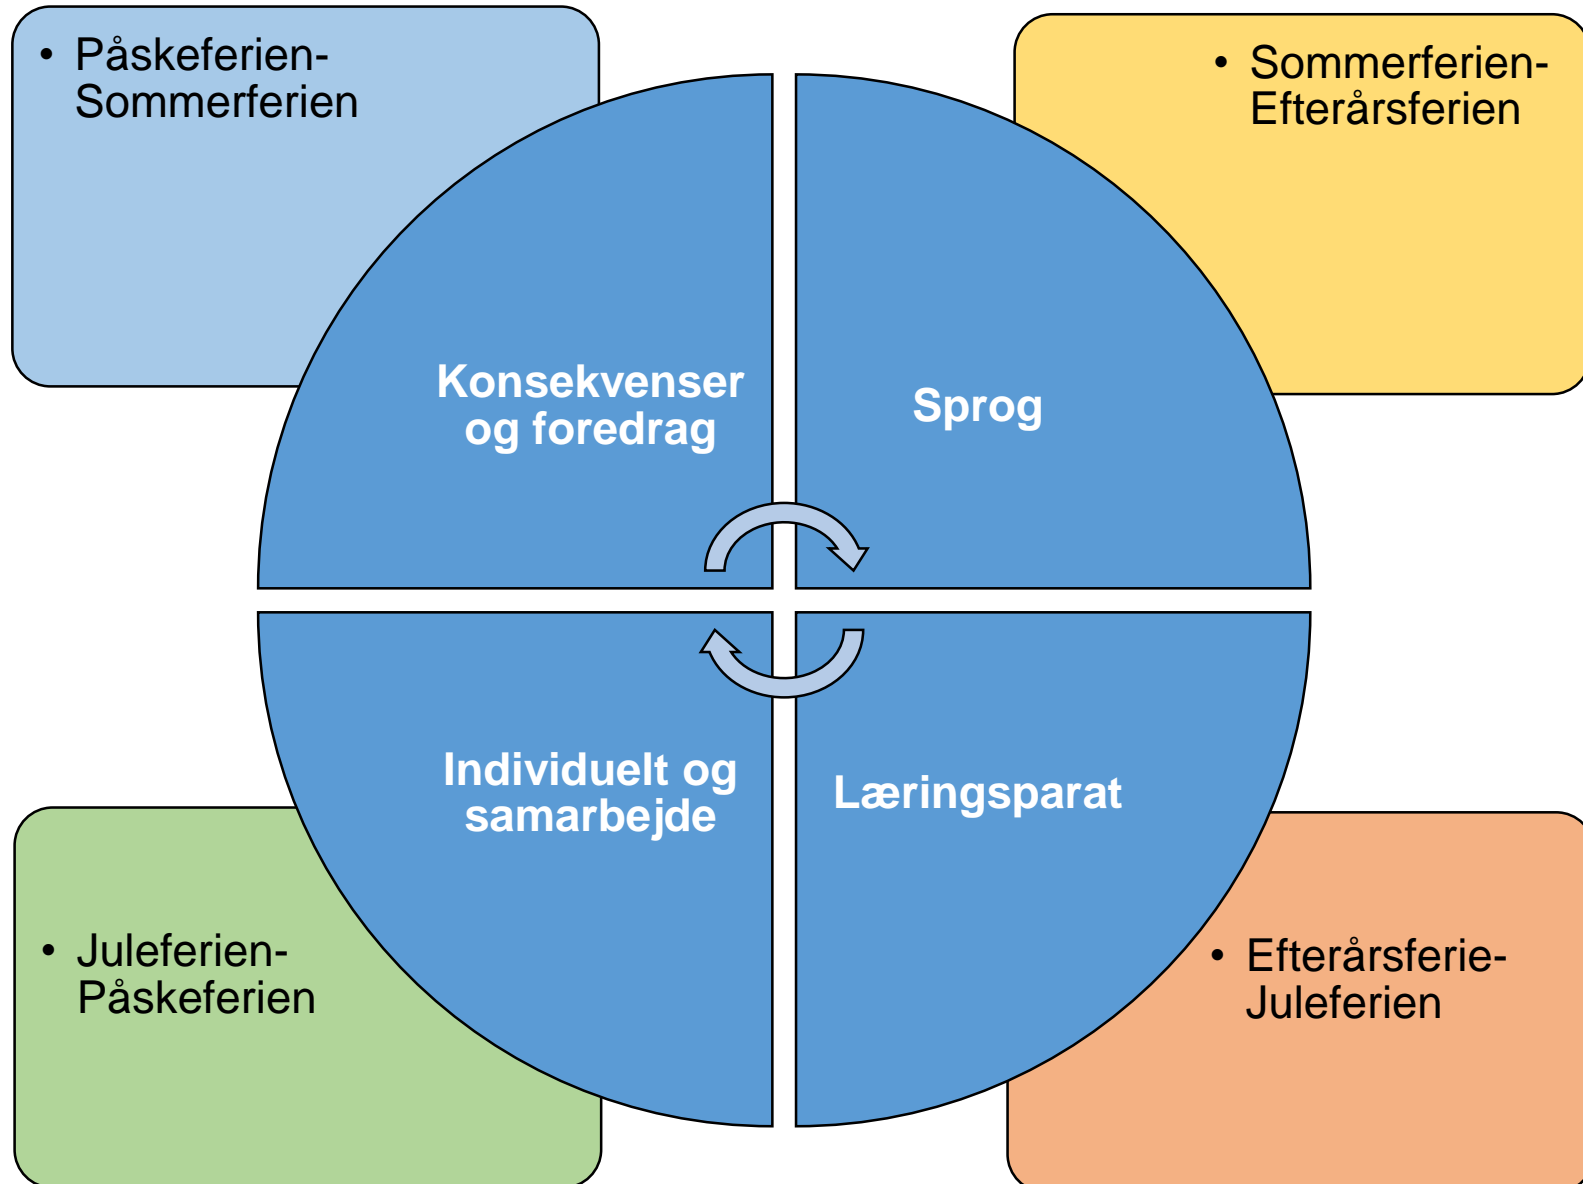 • Påskeferien-
Sommerferien
• Sommerferien-
Efterårsferien
Konsekvenser
og foredrag
Sprog
Individuelt og
samarbejde
Læringsparat
• Juleferien-
Påskeferien
• Efterårsferie-
Juleferien